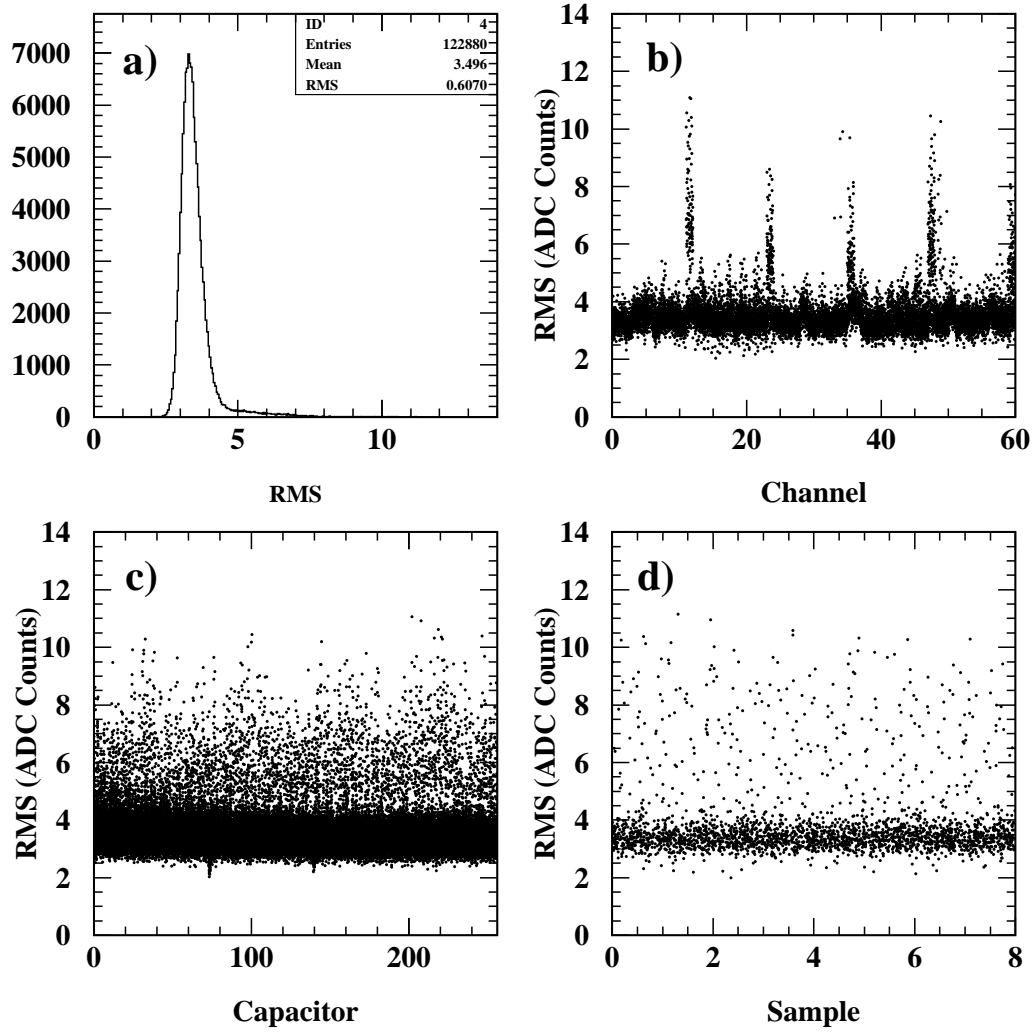 a)
ID 4
Entries 122880
Mean 3.496
RMS 0.6070
7000
6000
5000
4000
3000
2000
1000
0
0 5 10
RMS
b)
RMS (ADC Counts)
14
12
10
8
6
4
2
0
0 20 40 60
Channel
c)
RMS (ADC Counts)
14
12
10
8
6
4
2
0
0 100 200
Capacitor
d)
RMS (ADC Counts)
14
12
10
8
6
4
2
0
0 2 4 6 8
Sample